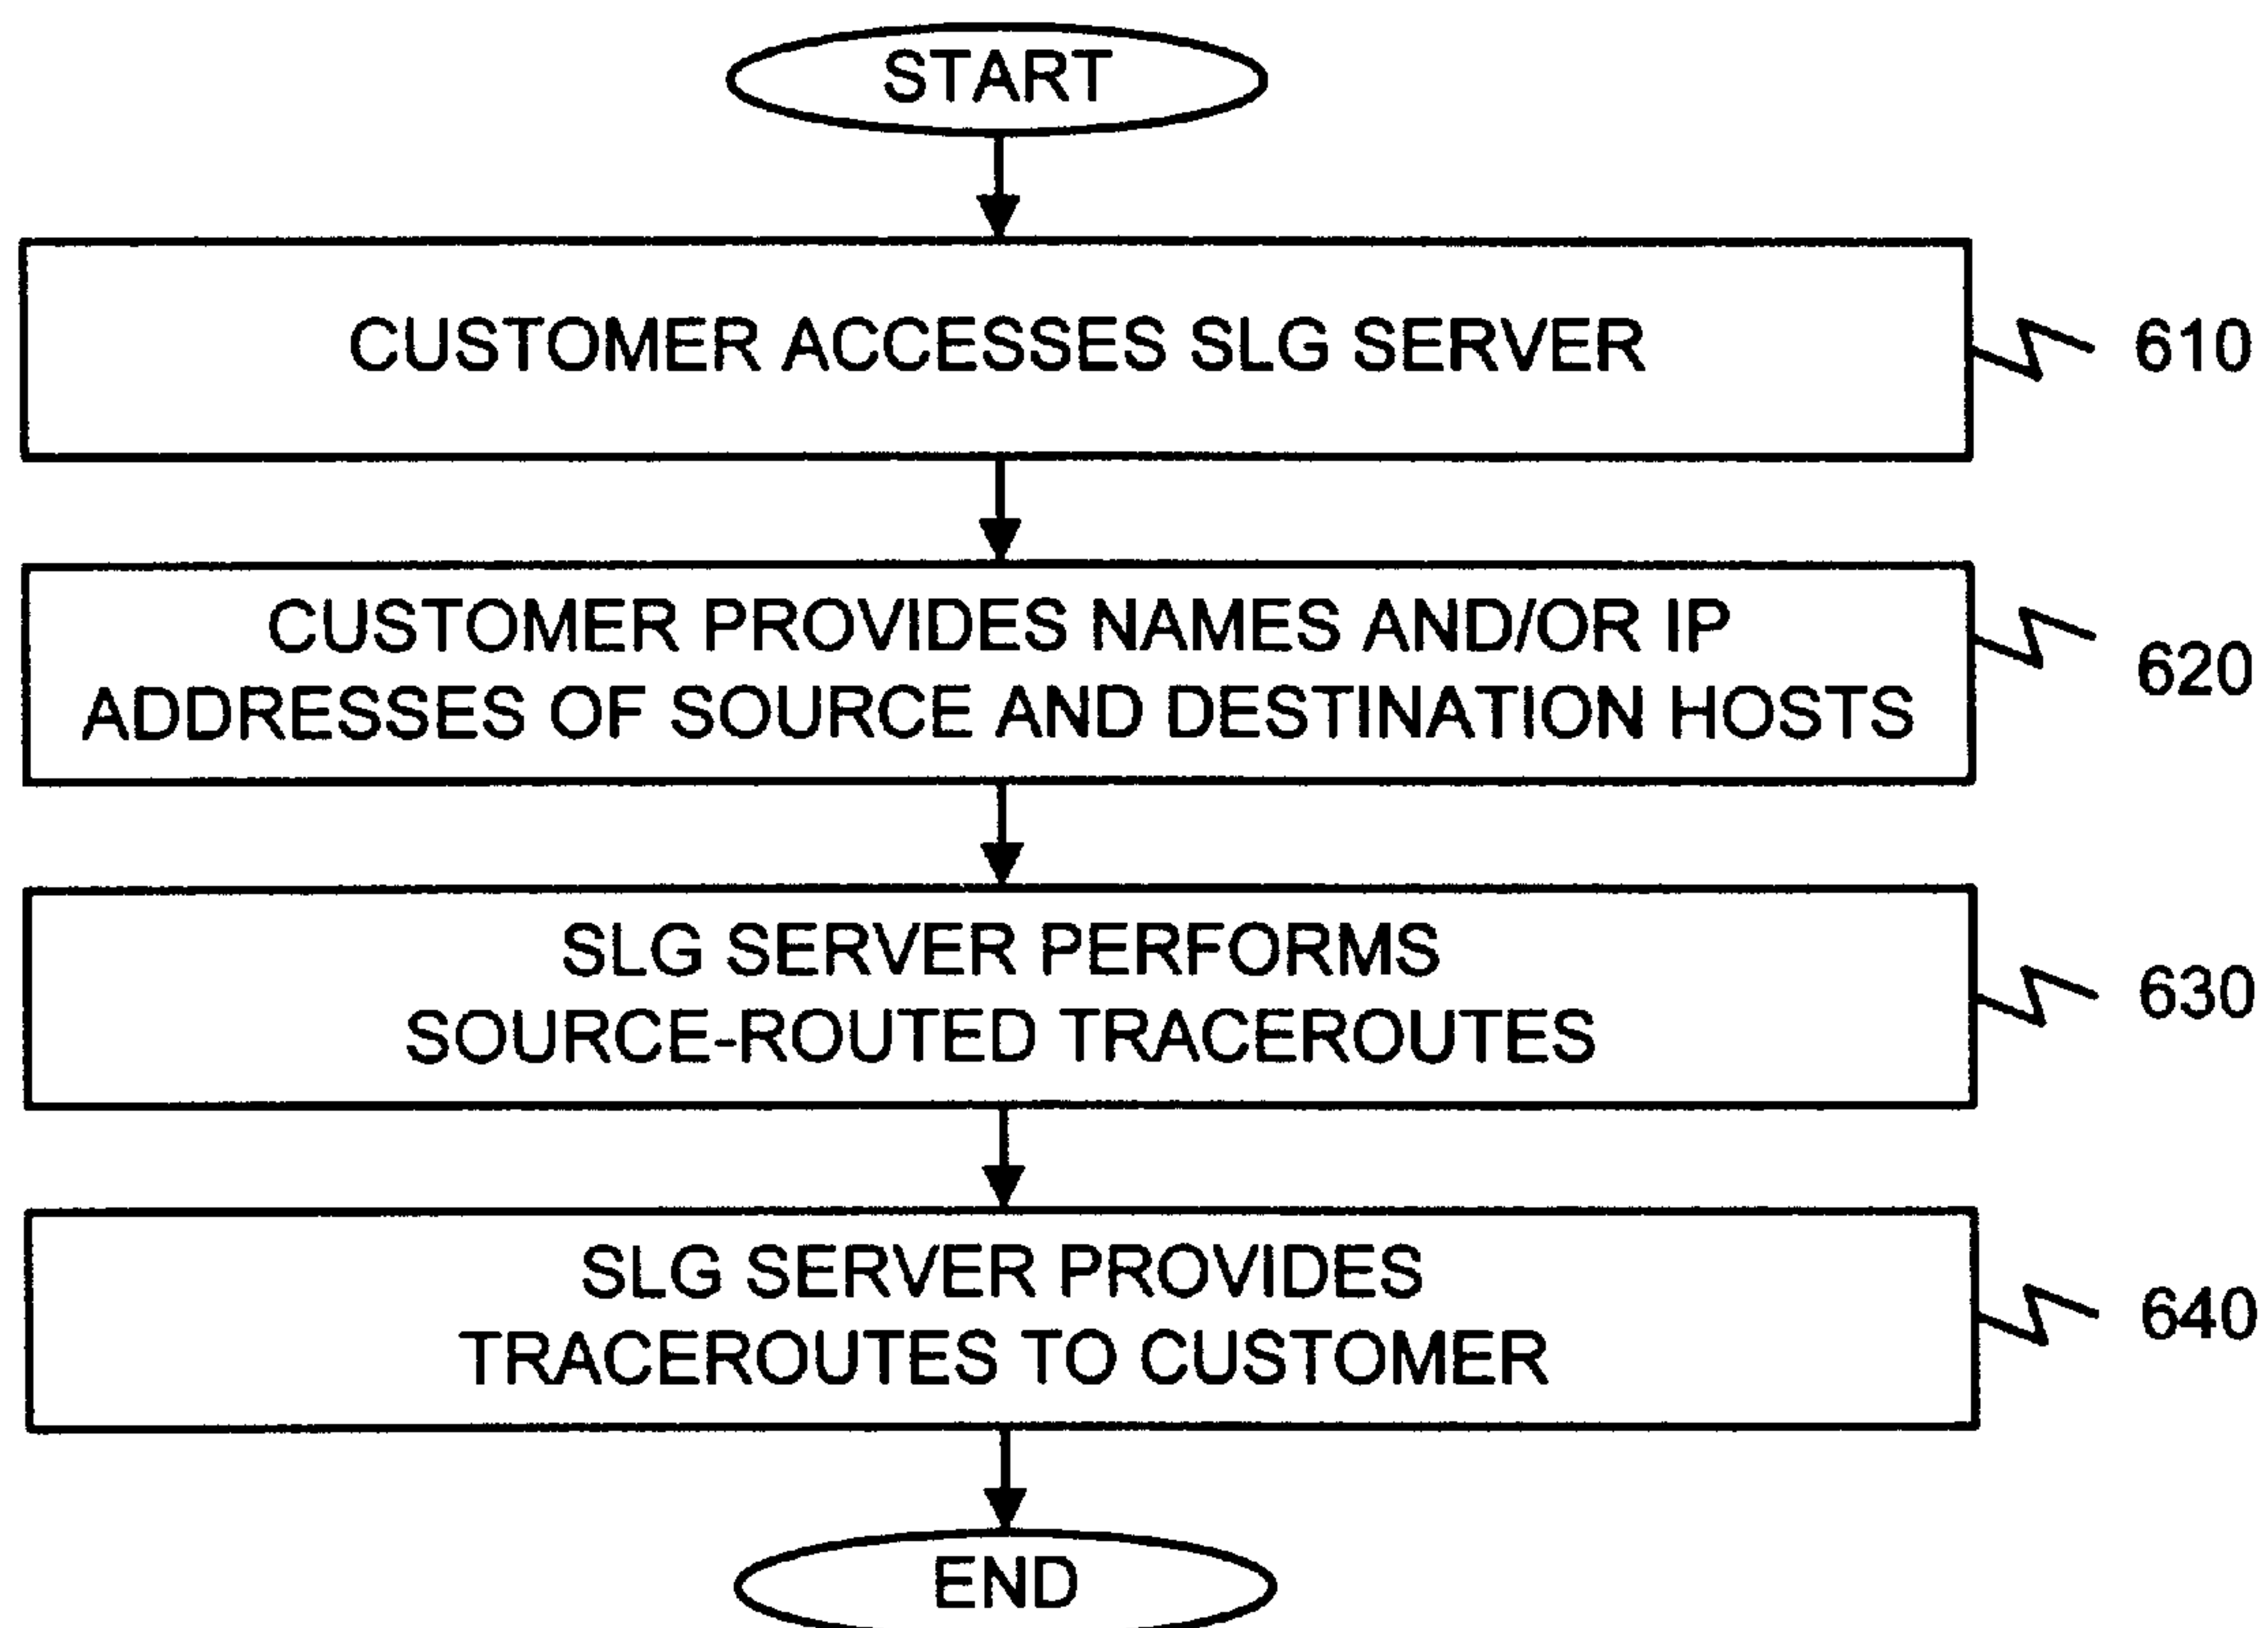 START
CUSTOMER ACCESSES SLG SERVER
610
CUSTOMER PROVIDES NAMES AND/OR IP
ADDRESSES OF SOURCE AND DESTINATION HOSTS
620
SLG SERVER PERFORMS
SOURCE-ROUTED TRACEROUTES
630
SLG SERVER PROVIDES
TRACEROUTES TO CUSTOMER
640
END